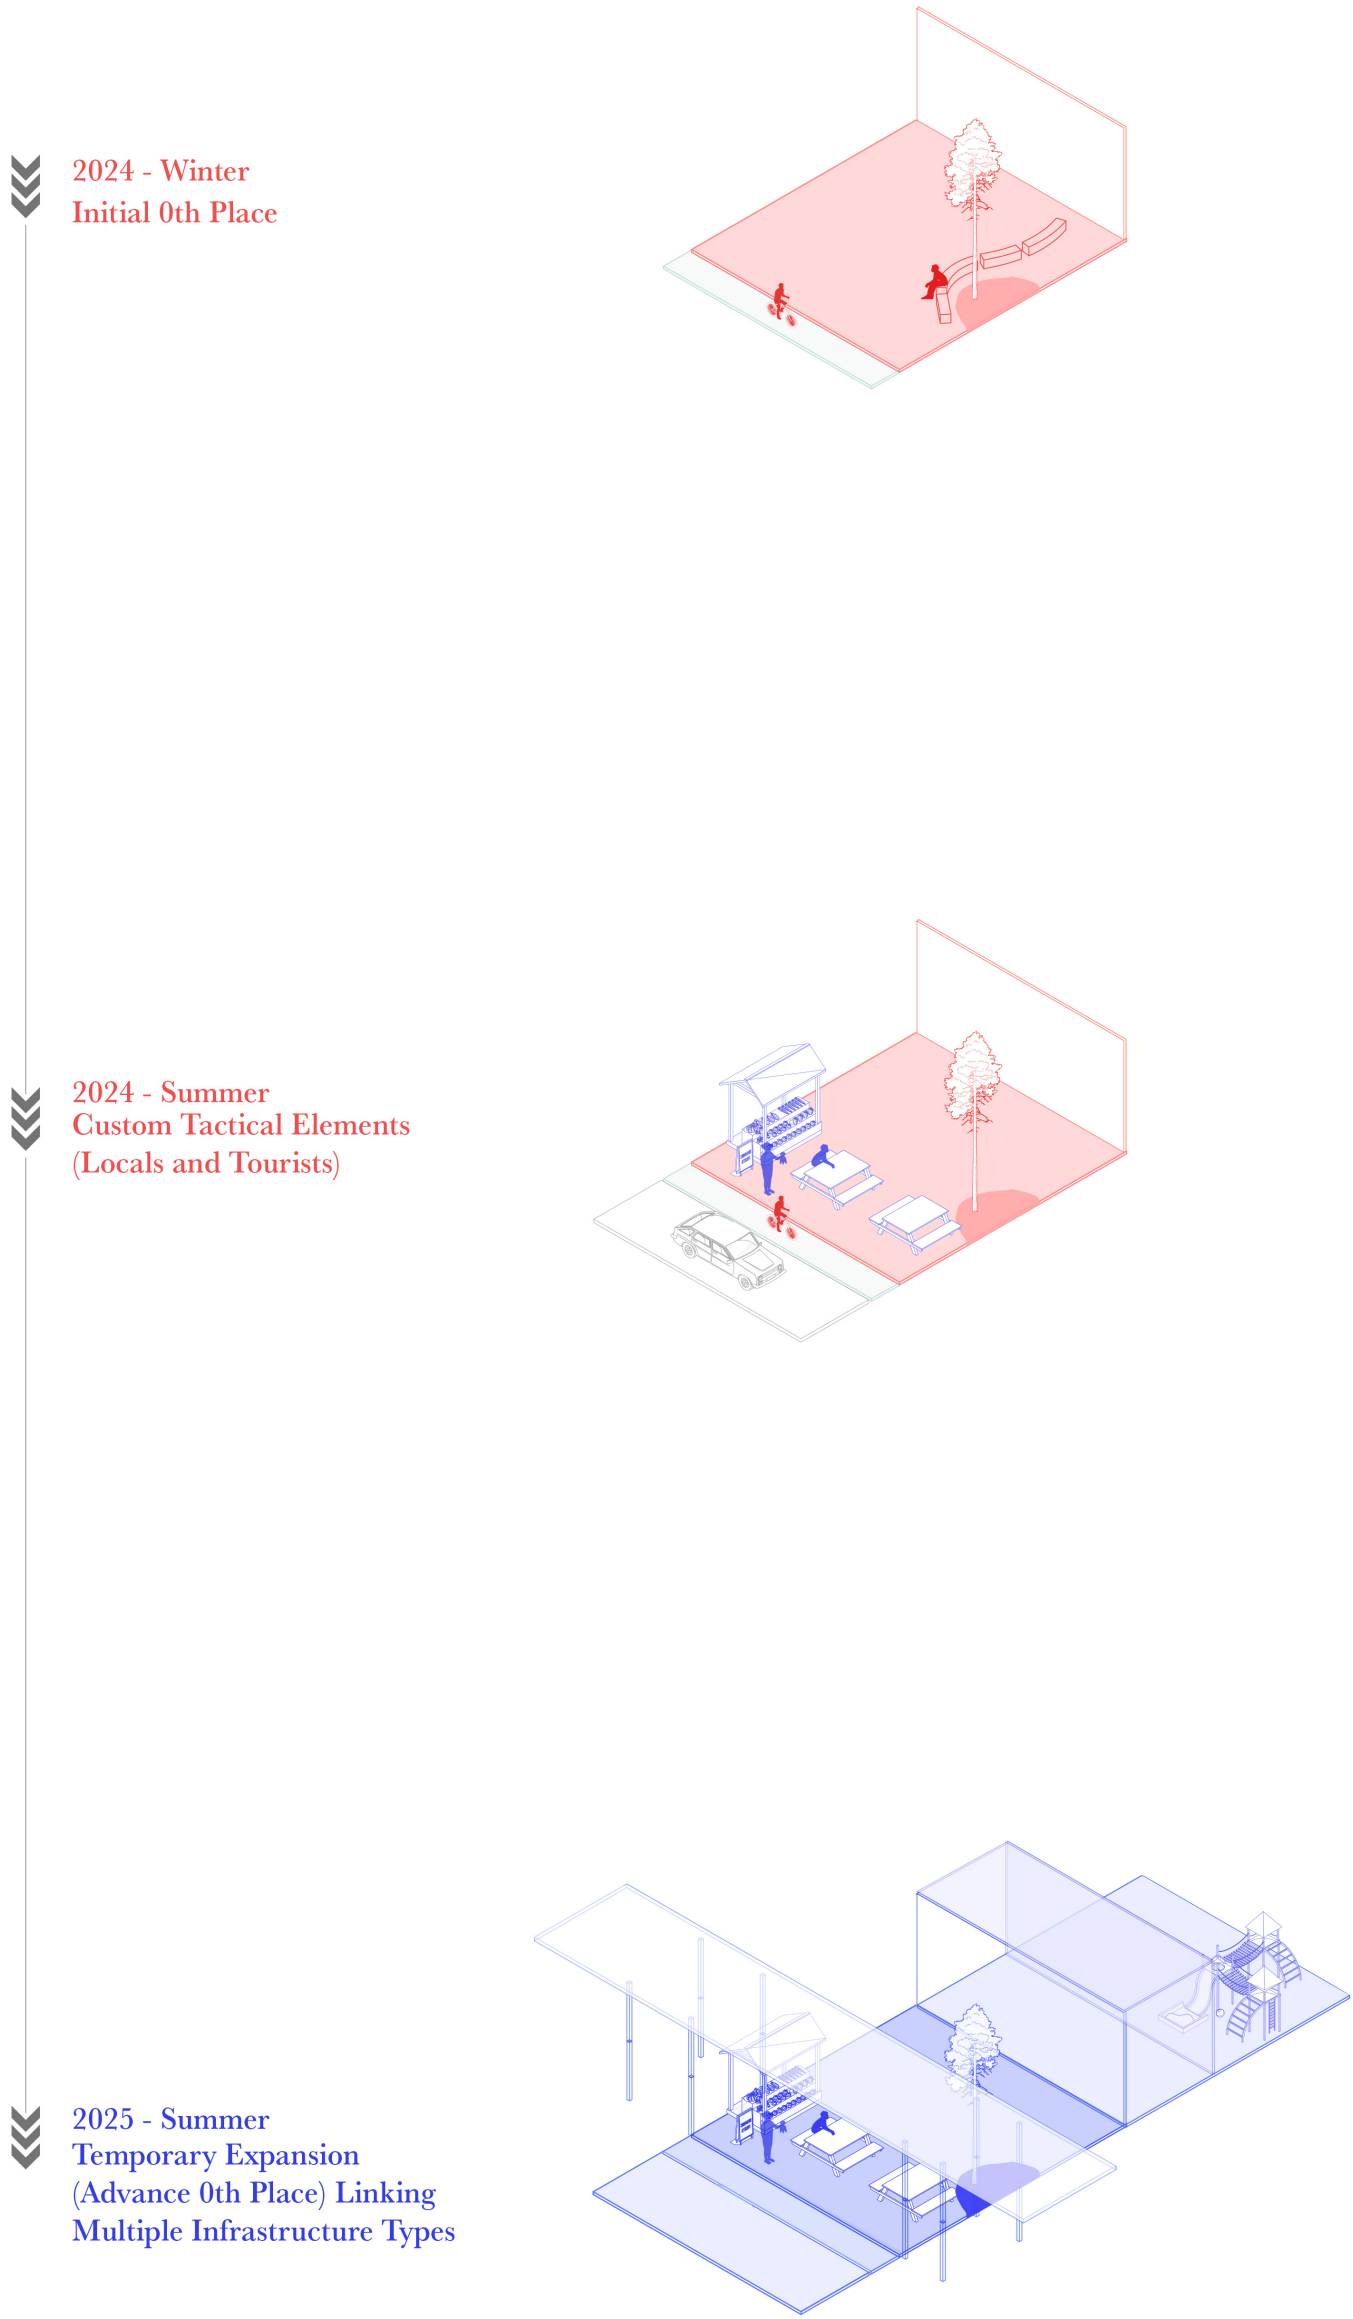 2024 - Winter
Initial 0th Place
2024 - Summer
Custom Tactical Elements
(Locals and Tourists)
2025 - Summer
Temporary Expansion
(Advance 0th Place) Linking
Multiple Infrastructure Types